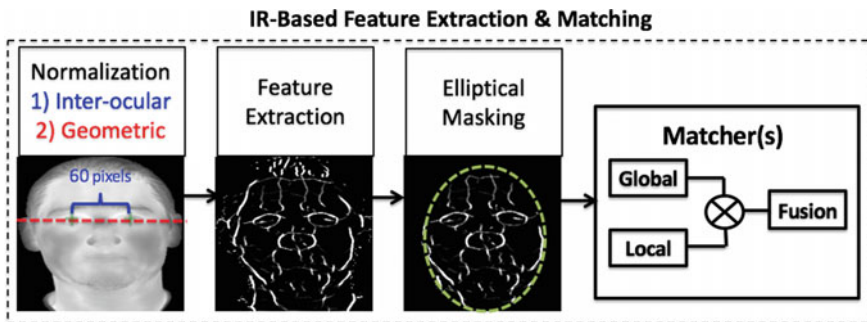 IR-Based Feature Extraction & Matching
Normalization
1) Inter-ocular
2) Geometric
60 pixels
Feature
Extraction
Elliptical
Masking
Matcher(s)
Global
Local
Fusion